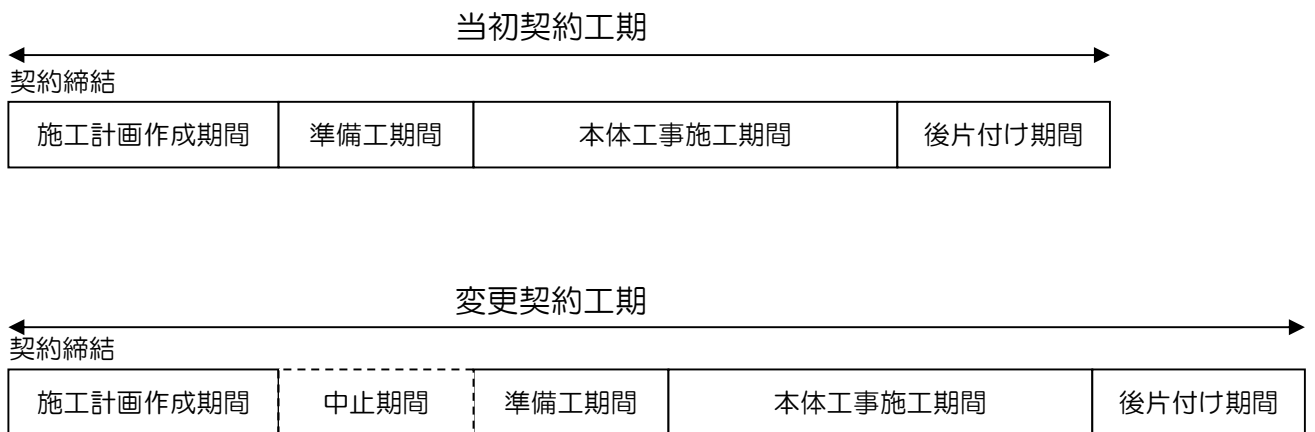 当初契約工期
契約締結
施工計画作成期間 準備工期間 本体工事施工期間 後片付け期間
変更契約工期
契約締結
施工計画作成期間 中止期間 準備工期間 本体工事施工期間 後片付け期間